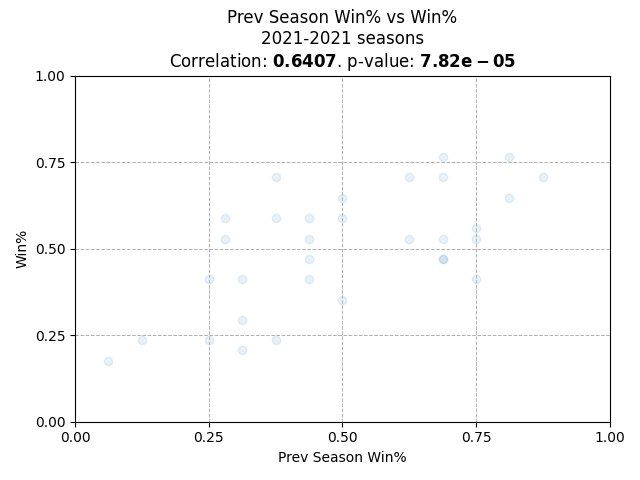 Prev Season Win% vs Win%
2021-2021 seasons
Correlation: 0.6407. p-value: 7.82e − 05
1.00
0.75
0.50
0.25
0.00
Win%
0.00 0.25 0.50 0.75 1.00
Prev Season Win%